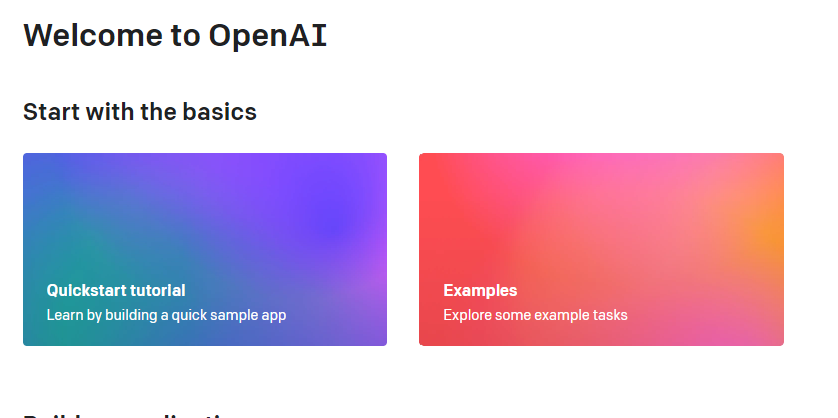 Welcome to OpenAI
Start with the basics
Quickstart tutorial
Learn by building a quick sample app
Examples
Explore some example tasks